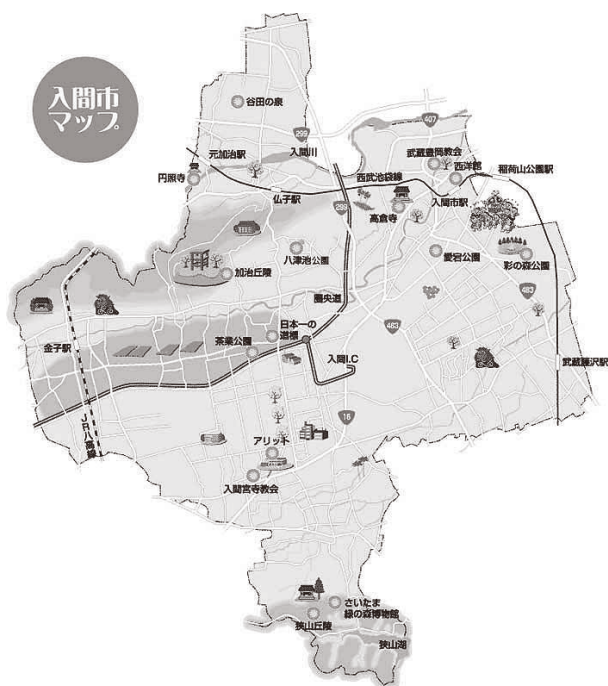 入間市
マップ。
谷田の泉
299
407
元加治駅
入間川
武蔵豊岡教会
西洋館
円照寺
西武池袋線
稲荷山公園駅
仏子駅
299
入間市駅
高倉寺
八津池公園
愛宕公園
彩の森公園
加治丘陵
圏央道
463
日本一の
道標
463
金子駅
茶業公園
入間I.C
武蔵藤沢駅
JR八高線
16
アリット
入間宮寺教会
さいたま
緑の森博物館
狭山丘陵
狭山湖